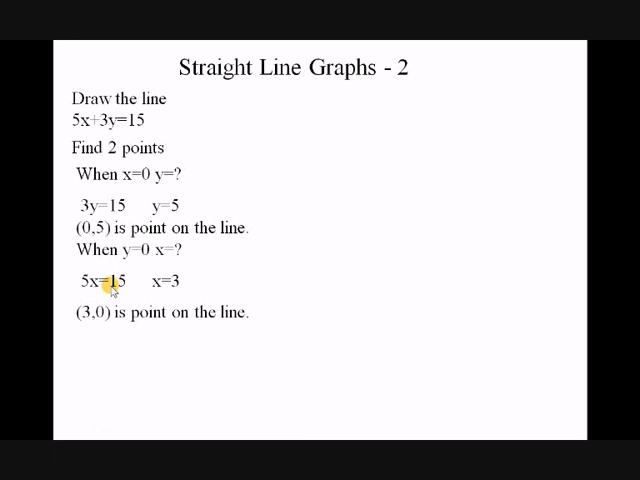 Straight Line Graphs - 2
Draw the line
5x+3y=15
Find 2 points
When x=0 y=?
3y=15 y=5
(0,5) is point on the line.
When y=0 x=?
5x=15 x=3
(3,0) is point on the line.